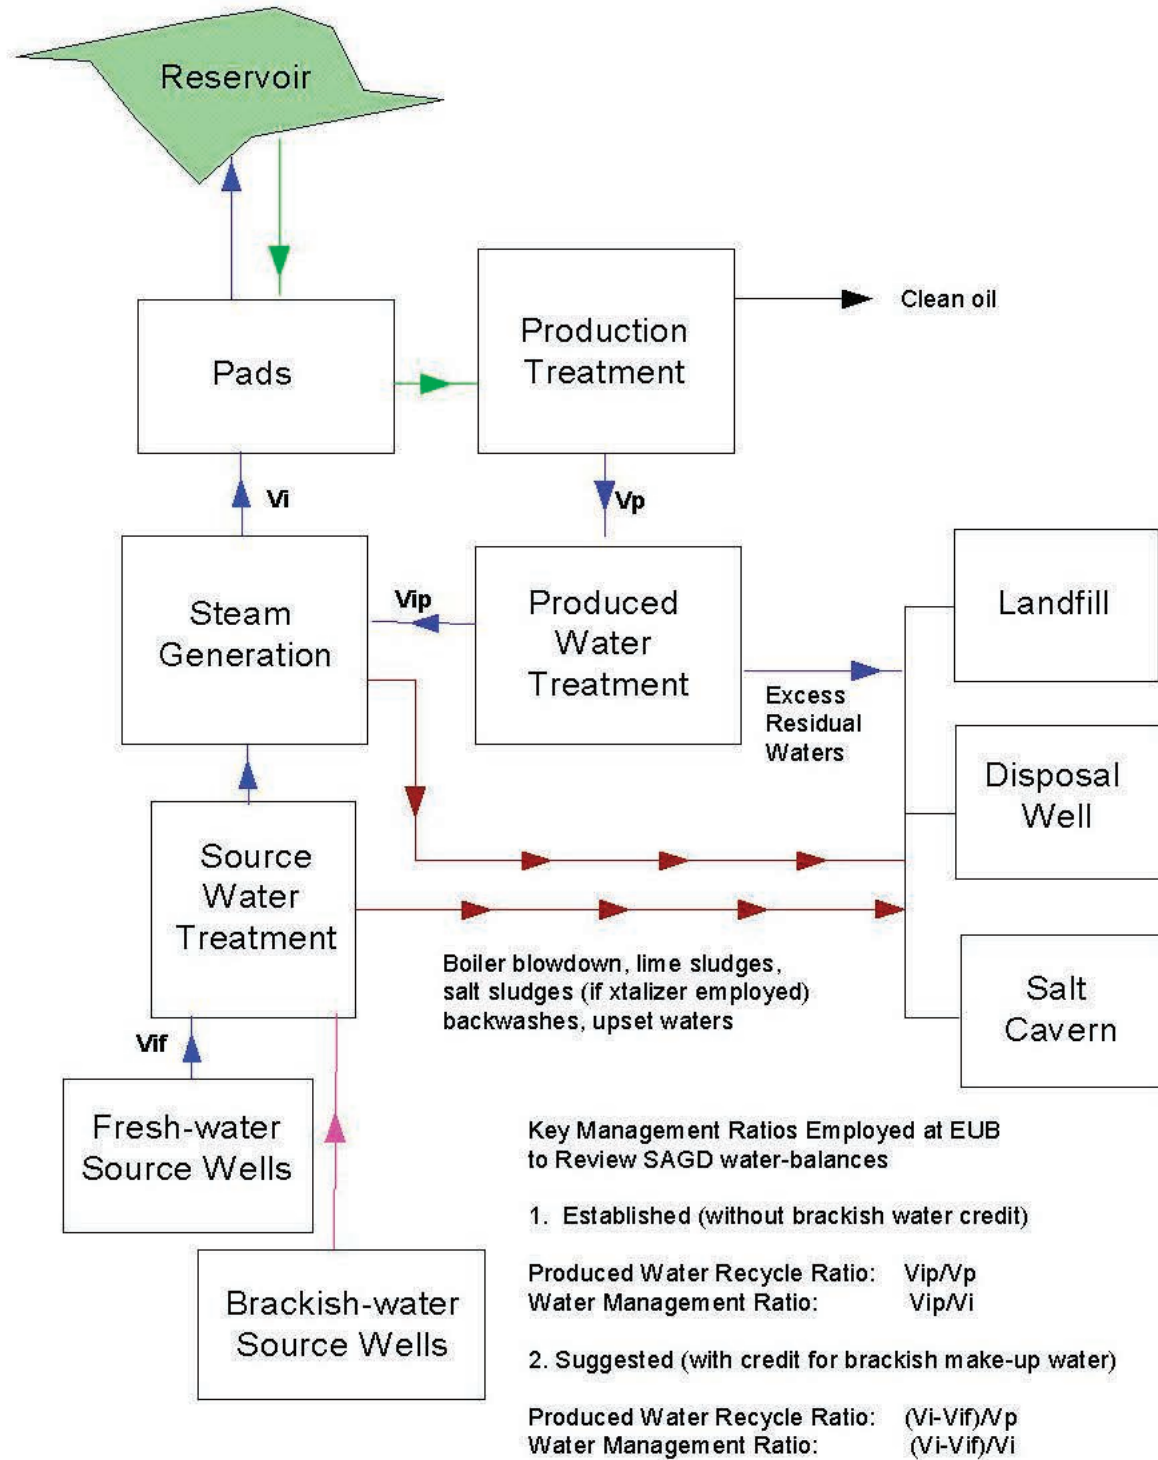 Reservoir
Pads
Production
Treatment
Clean oil
Vi
Vp
Steam
Generation
Vip
Produced
Water
Treatment
Landfill
Excess
Residual
Waters
Disposal
Well
Source
Water
Treatment
Boiler blowdown, lime sludges,
salt sludges (if xtalizer employed)
backwashes, upset waters
Salt
Cavern
Vif
Fresh-water
Source Wells
Brackish-water
Source Wells
Key Management Ratios Employed at EUB
to Review SAGD water-balances
1. Established (without brackish water credit)
Produced Water Recycle Ratio: Vip/Vp
Water Management Ratio: Vip/Vi
2. Suggested (with credit for brackish make-up water)
Produced Water Recycle Ratio: (Vi-Vif)/Vp
Water Management Ratio: (Vi-Vif)/Vi